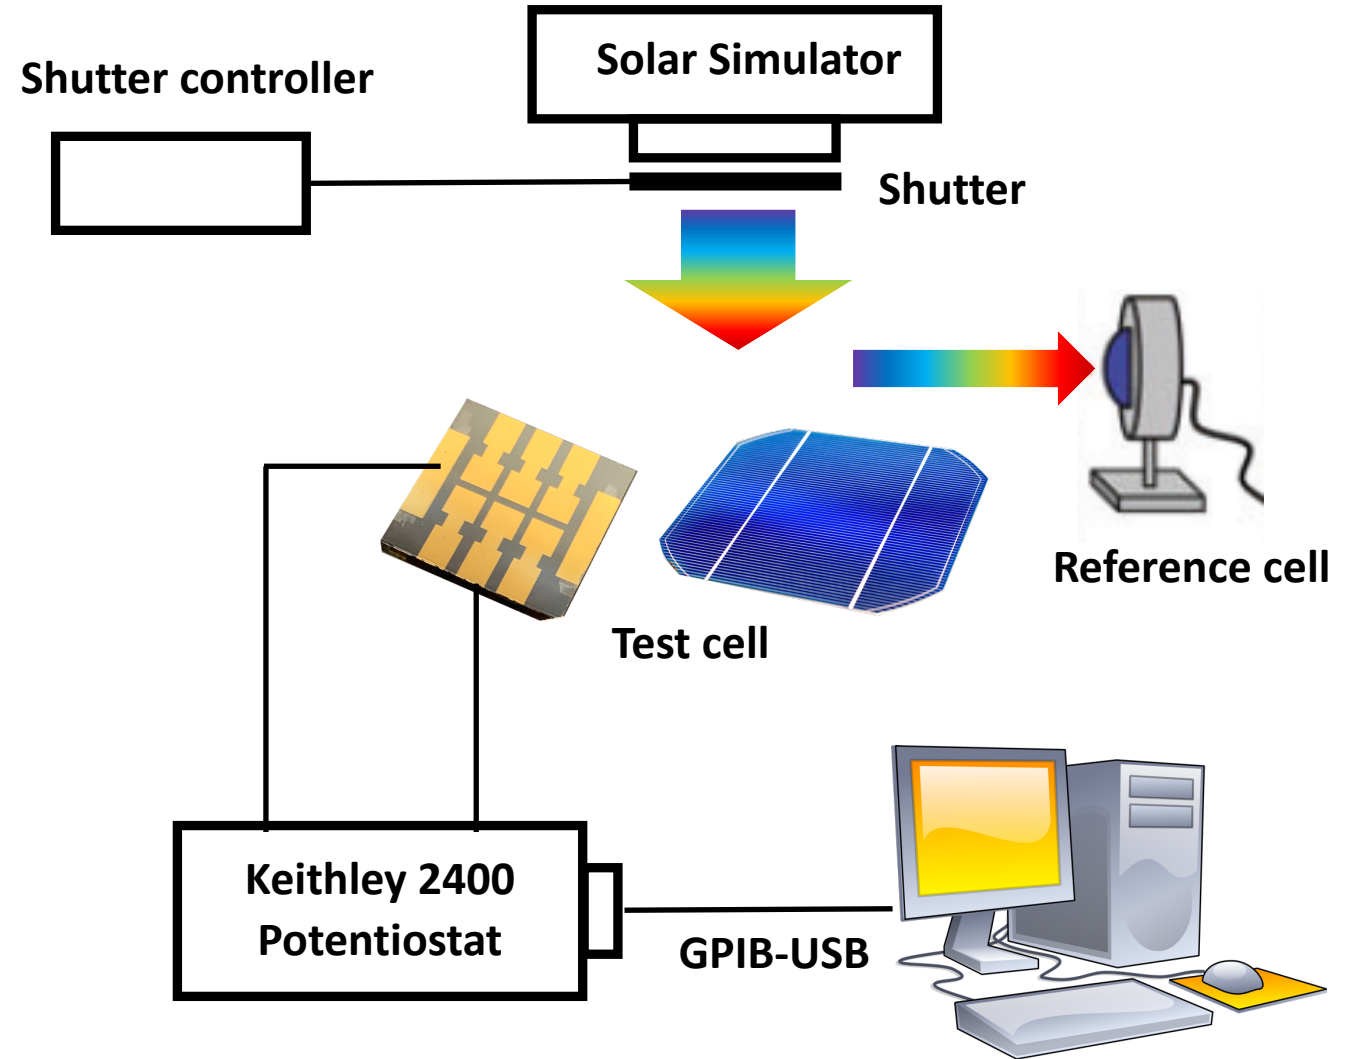 Solar Simulator
Shutter controller
Shutter
Reference cell
Test cell
Keithley 2400
Potentiostat
GPIB-USB